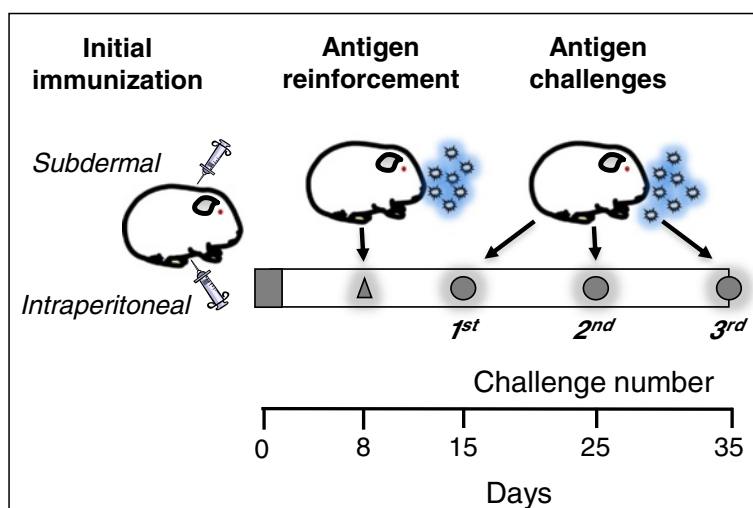 Initial
immunization
Antigen
reinforcement
Antigen
challenges
Subdermal
Intraperitoneal
1st 2nd 3rd
Challenge number
0 8 15 25 35
Days